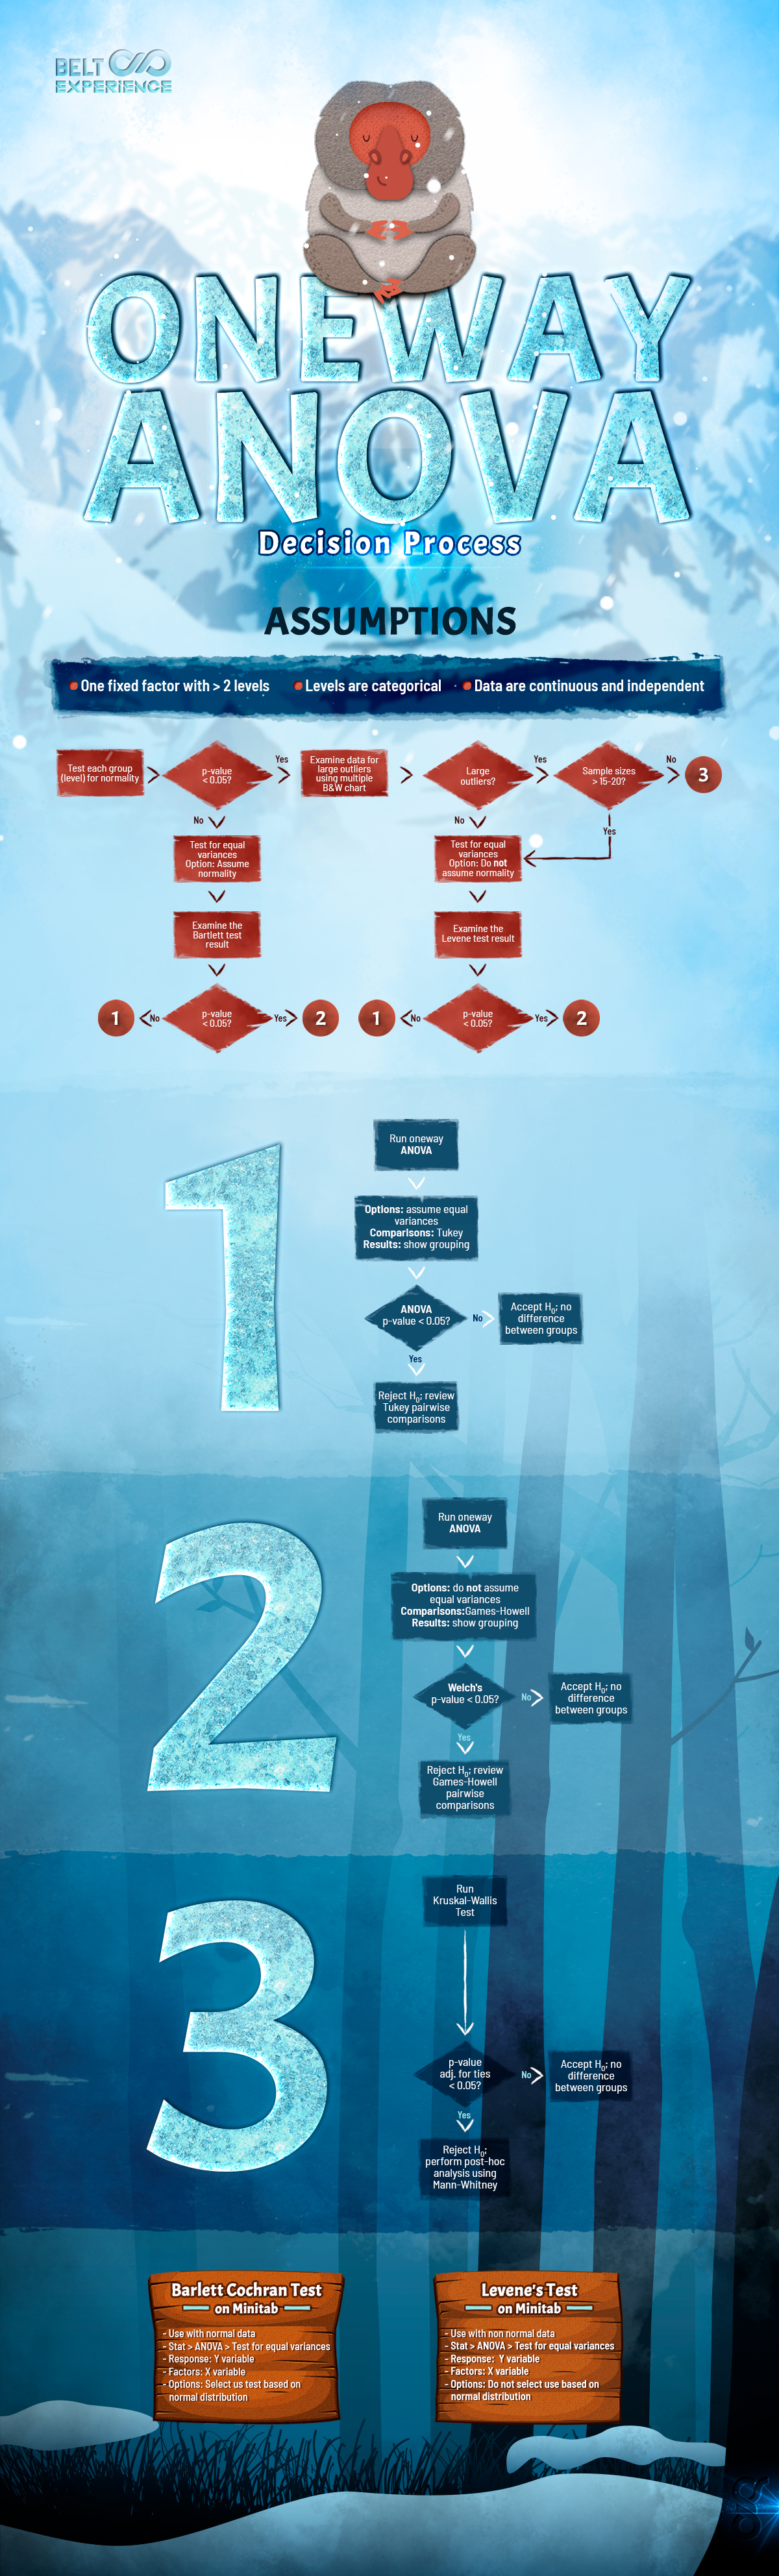 BELT
EXPERIENCE
ONEWAY
ANOVA
Decision Process
ASSUMPTIONS
One fixed factor with > 2 levels
Levels are categorical
Data are continuous and independent
Test each group
(level) for normality
p-value
< 0.05?
Yes
Examine data for
large outliers
using multiple
B&W chart
Large
outliers?
Yes
Sample sizes
> 15-20?
No
3
No
No
Yes
Test for equal
variances
Option: Assume
normality
Test for equal
variances
Option: Do not
assume normality
Examine the
Bartlett test
result
Examine the
Levene test result
1
No
p-value
< 0.05?
Yes
2
1
No
p-value
< 0.05?
Yes
2
1
Run oneway
ANOVA
Options: assume equal
variances
Comparisons: Tukey
Results: show grouping
ANOVA
p-value < 0.05?
No
Accept H0; no
difference
between groups
Yes
Reject H0; review
Tukey pairwise
comparisons
2
Run oneway
ANOVA
Options: do not assume
equal variances
Comparisons:Games-Howell
Results: show grouping
Welch's
p-value < 0.05?
No
Accept H0; no
difference
between groups
Yes
Reject H0; review
Games-Howell
pairwise
comparisons
3
Run
Kruskal-Wallis
Test
p-value
adj. for ties
< 0.05?
No
Accept H0; no
difference
between groups
Yes
Reject H0;
perform post-hoc
analysis using
Mann-Whitney
Barlett Cochran Test
on Minitab
- Use with normal data
- Stat > ANOVA > Test for equal variances
- Response: Y variable
- Factors: X variable
- Options: Select us test based on
normal distribution
Levene's Test
on Minitab
- Use with non normal data
- Stat > ANOVA > Test for equal variances
- Response: Y variable
- Factors: X variable
- Options: Do not select use based on
normal distribution